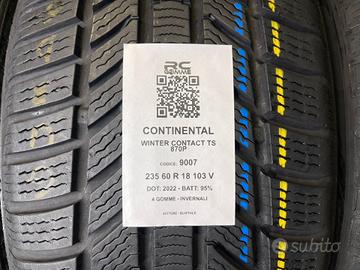 RC
GOMME
CONTINENTAL
WINTER CONTACT TS
870P
CODICE: 9007
235 60 R 18 103 V
DOT: 2022 - BATT: 95%
4 GOMME - INVERNALI
subito